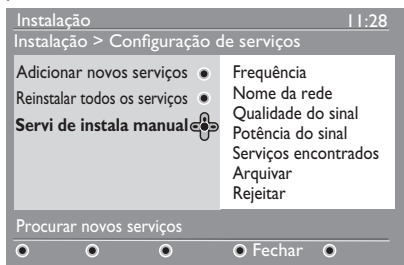 Instalação 11:28
Instalação > Configuração de serviços
Adicionar novos serviços
Reinstalar todos os serviços
Servi de instala manual
Frequência
Nome da rede
Qualidade do sinal
Potência do sinal
Serviços encontrados
Arquivar
Rejeitar
Procurar novos serviços
Fechar